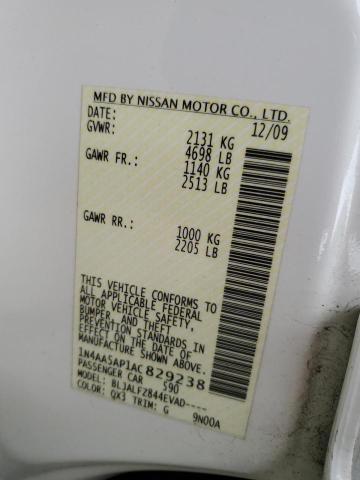 MFD BY NISSAN MOTOR CO., LTD.
DATE: 12/09
GVWR: 2131 KG
4698 LB
GAWR FR.: 1140 KG
2513 LB
GAWR RR.: 1000 KG
2205 LB
THIS VEHICLE CONFORMS TO
ALL APPLICABLE FEDERAL
MOTOR VEHICLE SAFETY,
BUMPER, AND THEFT
PREVENTION STANDARDS IN
EFFECT ON THE DATE OF
MANUFACTURE SHOWN ABOVE.
1N4AA5AP1AC829238
PASSENGER CAR 590
BLJALFZB44EVAD----
COLOR: QX3 TRIM: G 9N00A